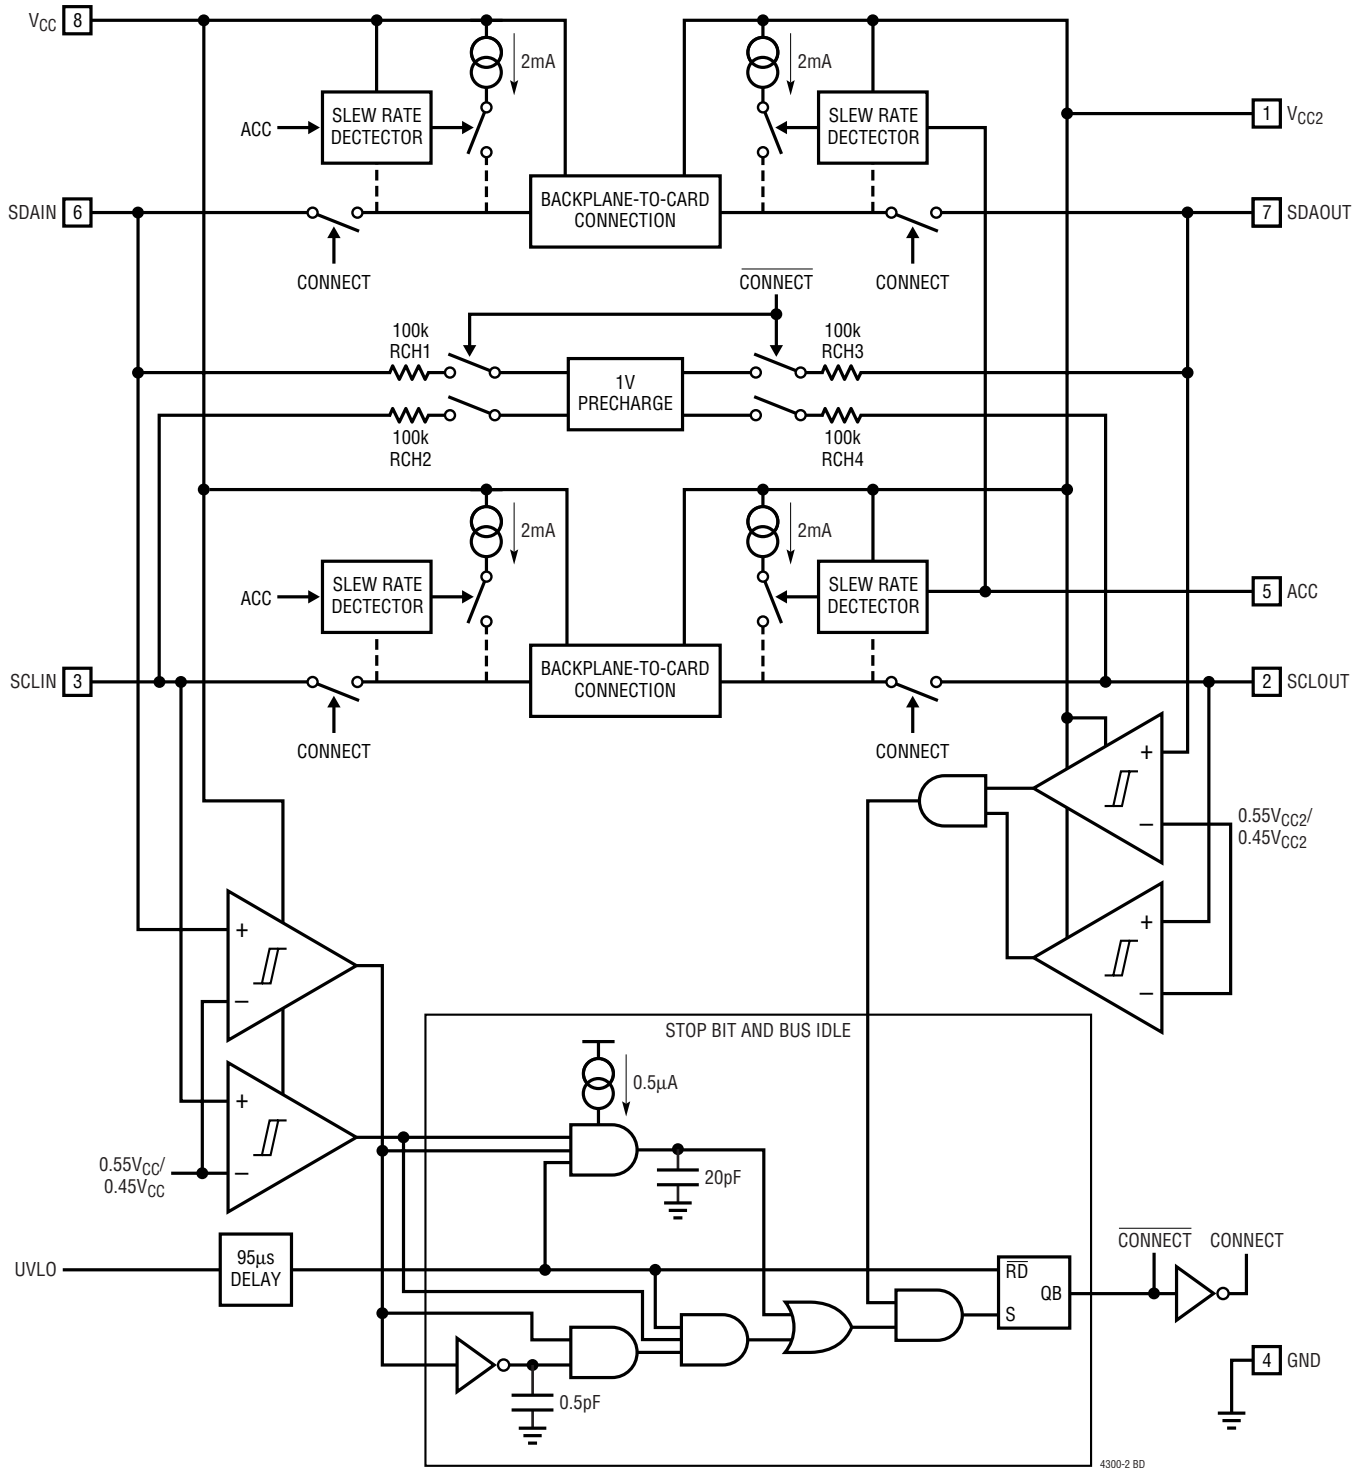 VCC 8
2mA
2mA
ACC
SLEW RATE
DECTECTOR
SLEW RATE
DECTECTOR
1 VCC2
SDAIN 6
BACKPLANE-TO-CARD
CONNECTION
7 SDAOUT
CONNECT
CONNECT
CONNECT
100k
RCH1
100k
RCH3
1V
PRECHARGE
100k
RCH2
100k
RCH4
2mA
2mA
ACC
SLEW RATE
DECTECTOR
SLEW RATE
DECTECTOR
5 ACC
SCLIN 3
BACKPLANE-TO-CARD
CONNECTION
2 SCLOUT
CONNECT
CONNECT
+
–
0.55VCC2/
0.45VCC2
+
–
+
–
STOP BIT AND BUS IDLE
0.5µA
+
–
0.55VCC/
0.45VCC
20pF
UVLO
95µs
DELAY
CONNECT
CONNECT
RD
QB
S
0.5pF
4 GND
4300-2 BD